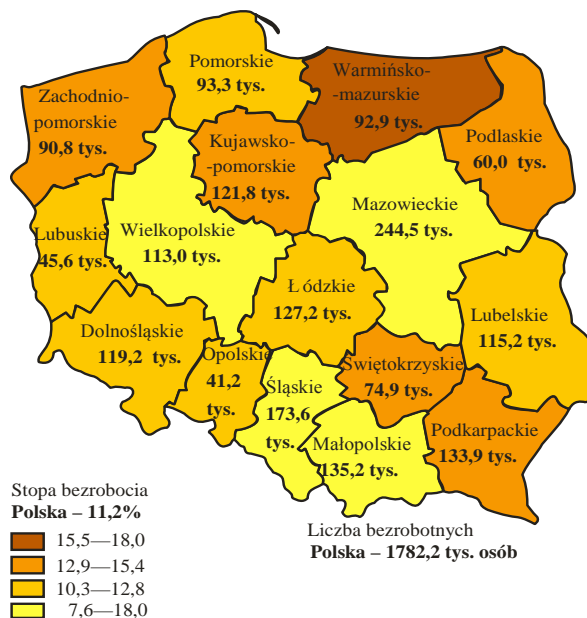 Pomorskie
93,3 tys.
Warmińsko-
-mazurskie
92,9 tys.
Zachodnio-
pomorskie
90,8 tys.
Kujawsko-
-pomorskie
121,8 tys.
Podlaskie
60,0 tys.
Mazowieckie
244,5 tys.
Lubuskie
45,6 tys.
Wielkopolskie
113,0 tys.
Ł ódzkie
127,2 tys.
Lubelskie
115,2 tys.
Dolnośląskie
119,2 tys.
Opolskie
41,2
tys.
Śląskie
173,6
tys.
Świętokrzyskie
74,9 tys.
Małopolskie
135,2 tys.
Podkarpackie
133,9 tys.
Stopa bezrobocia
Polska – 11,2%
15,5—18,0
12,9—15,4
10,3—12,8
7,6—18,0
Liczba bezrobotnych
Polska – 1782,2 tys. osób